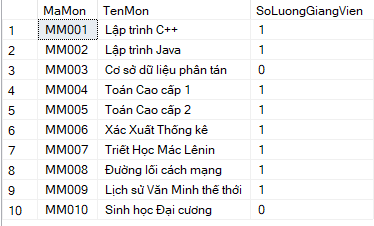 MaMon TenMon SoLuongGiangVien
1 MM001 Lập trình C++ 1
2 MM002 Lập trình Java 1
3 MM003 Cơ sở dữ liệu phân tán 0
4 MM004 Toán Cao cấp 1 1
5 MM005 Toán Cao cấp 2 1
6 MM006 Xác Xuất Thống kê 1
7 MM007 Triết Học Mác Lênin 1
8 MM008 Đường lối cách mạng 1
9 MM009 Lịch sử Văn Minh thế thới 1
10 MM010 Sinh học Đại cương 0